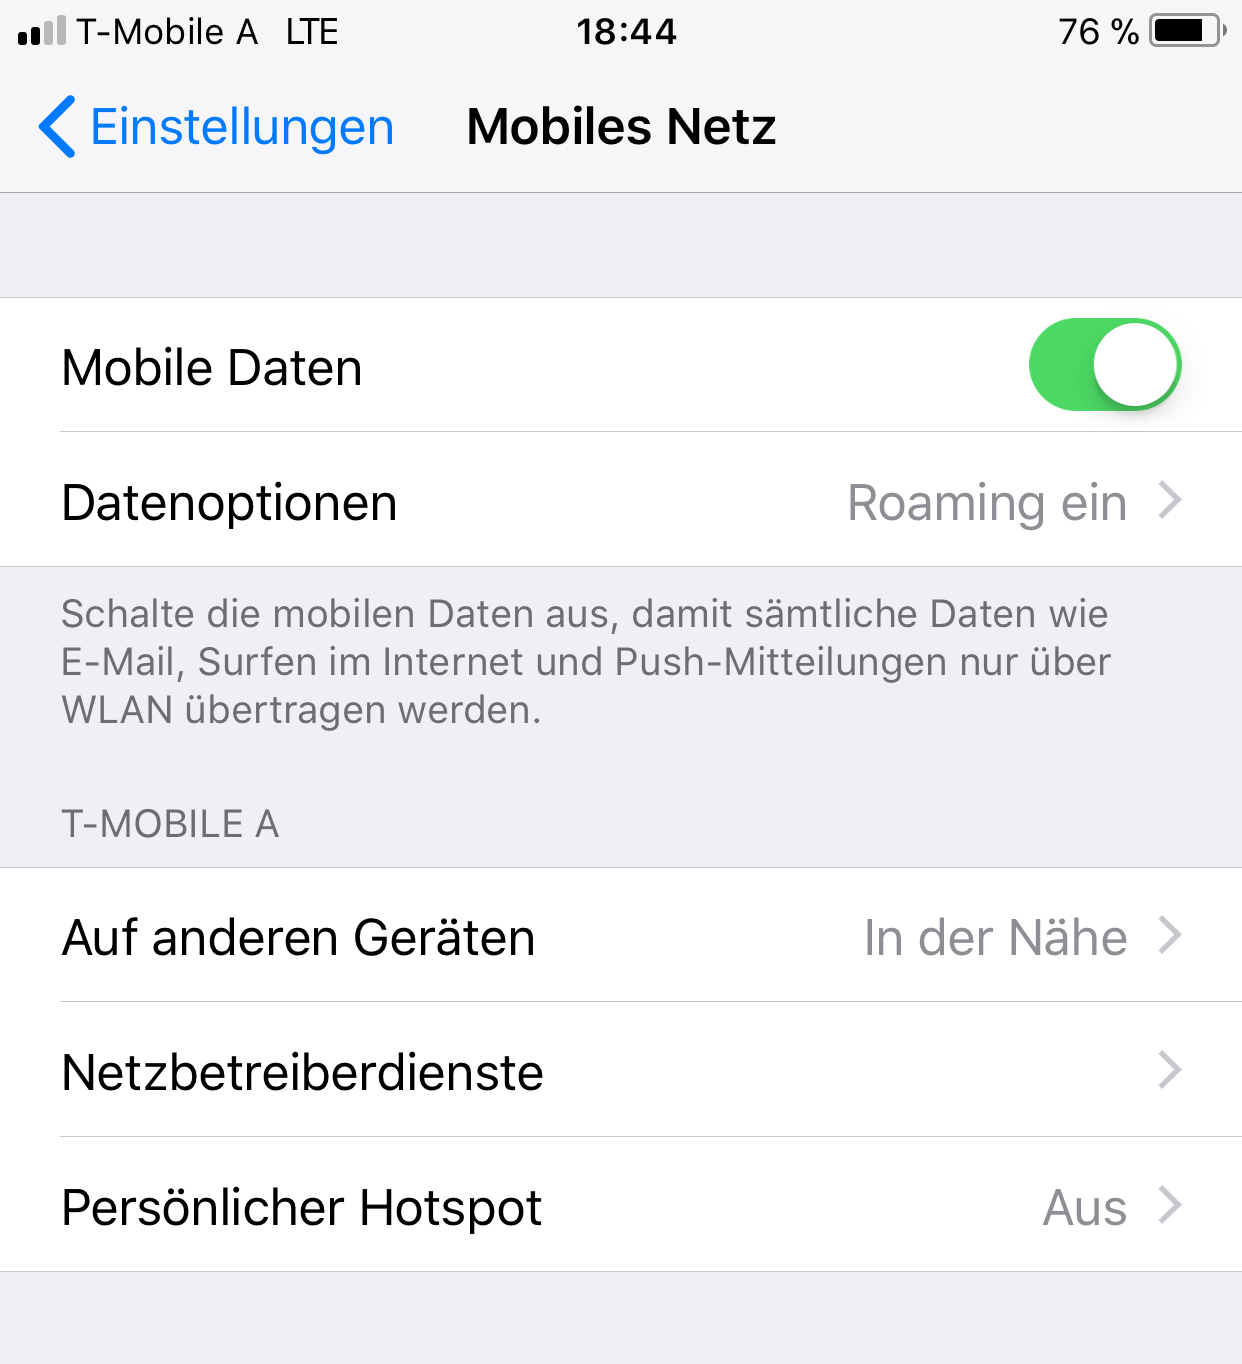 T-Mobile A LTE 18:44 76 %
Einstellungen Mobiles Netz
Mobile Daten
Datenoptionen Roaming ein
Schalte die mobilen Daten aus, damit sämtliche Daten wie
E-Mail, Surfen im Internet und Push-Mitteilungen nur über
WLAN übertragen werden.
T-MOBILE A
Auf anderen Geräten In der Nähe
Netzbetreiberdienste
Persönlicher Hotspot Aus